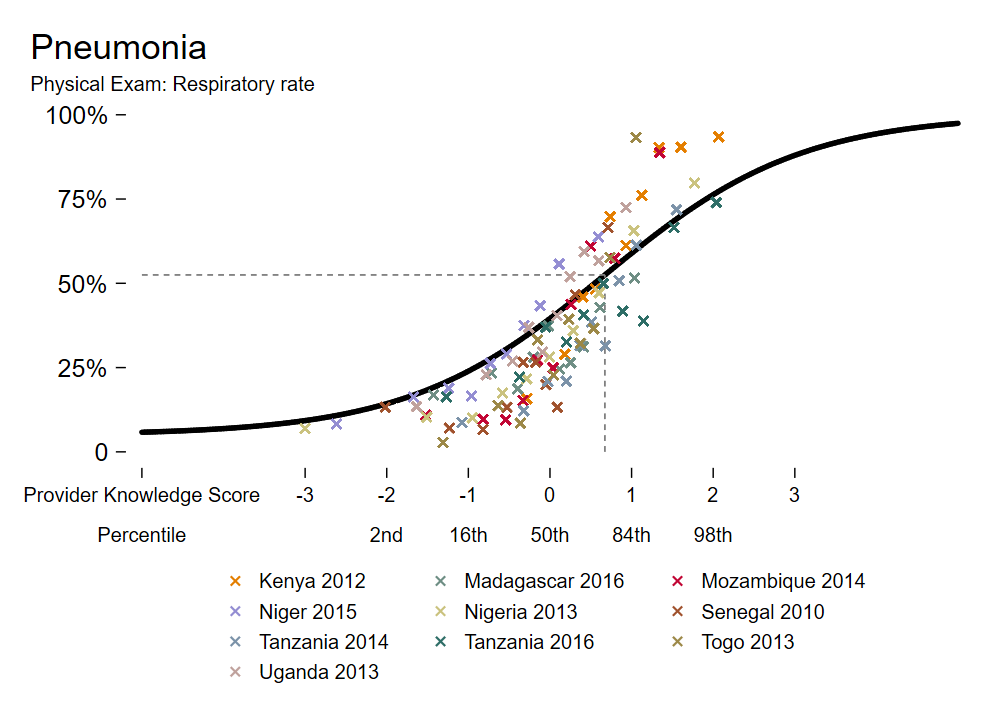 Pneumonia
Physical Exam: Respiratory rate
100%
75%
50%
25%
0
Provider Knowledge Score -3 -2 -1 0 1 2 3
Percentile 2nd 16th 50th 84th 98th
Kenya 2012 Madagascar 2016 Mozambique 2014
Niger 2015 Nigeria 2013 Senegal 2010
Tanzania 2014 Tanzania 2016 Togo 2013
Uganda 2013